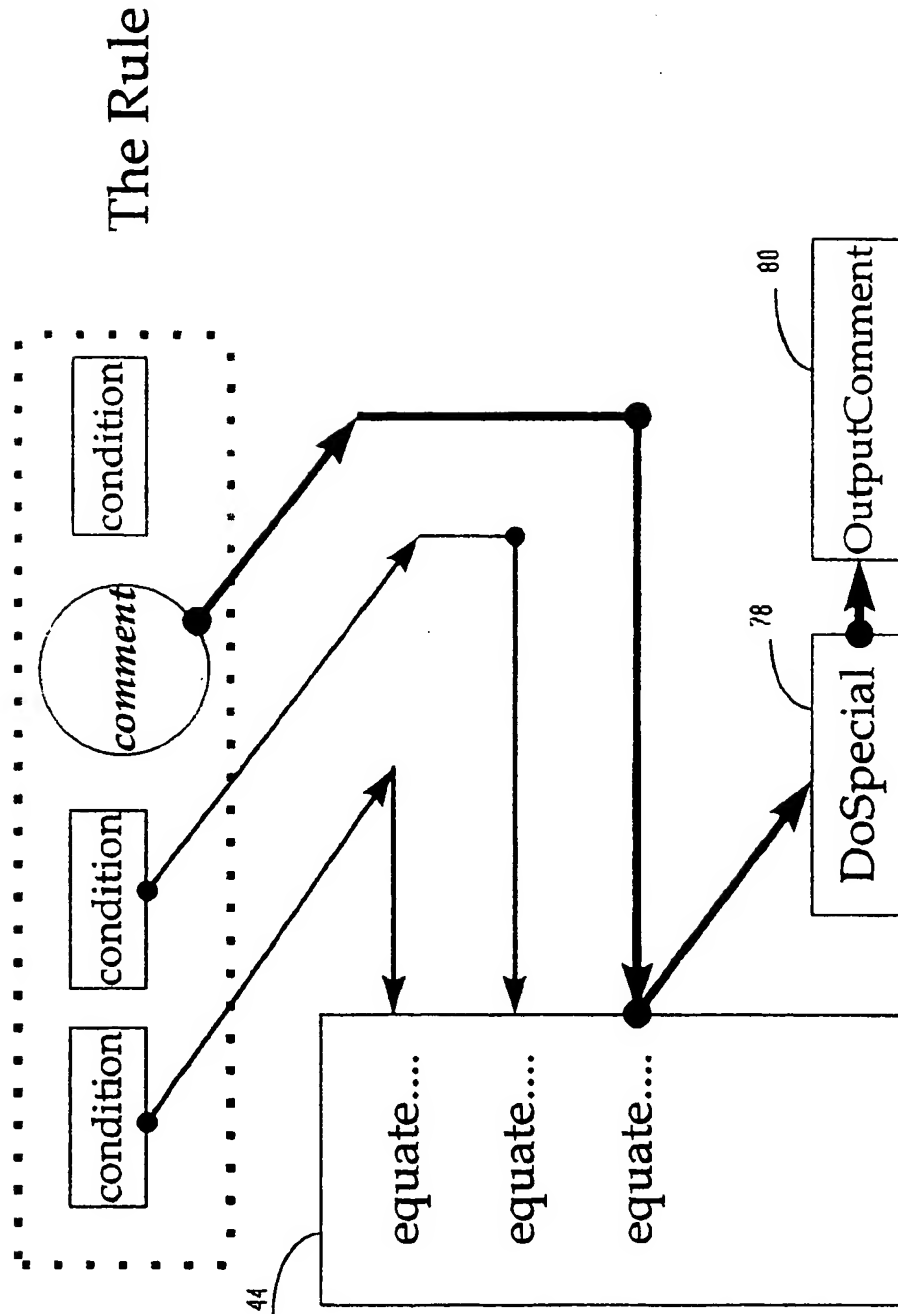 The Rule
condition
condition
comment
condition
44
equate....
equate....
equate....
78
DoSpecial
80
OutputComment